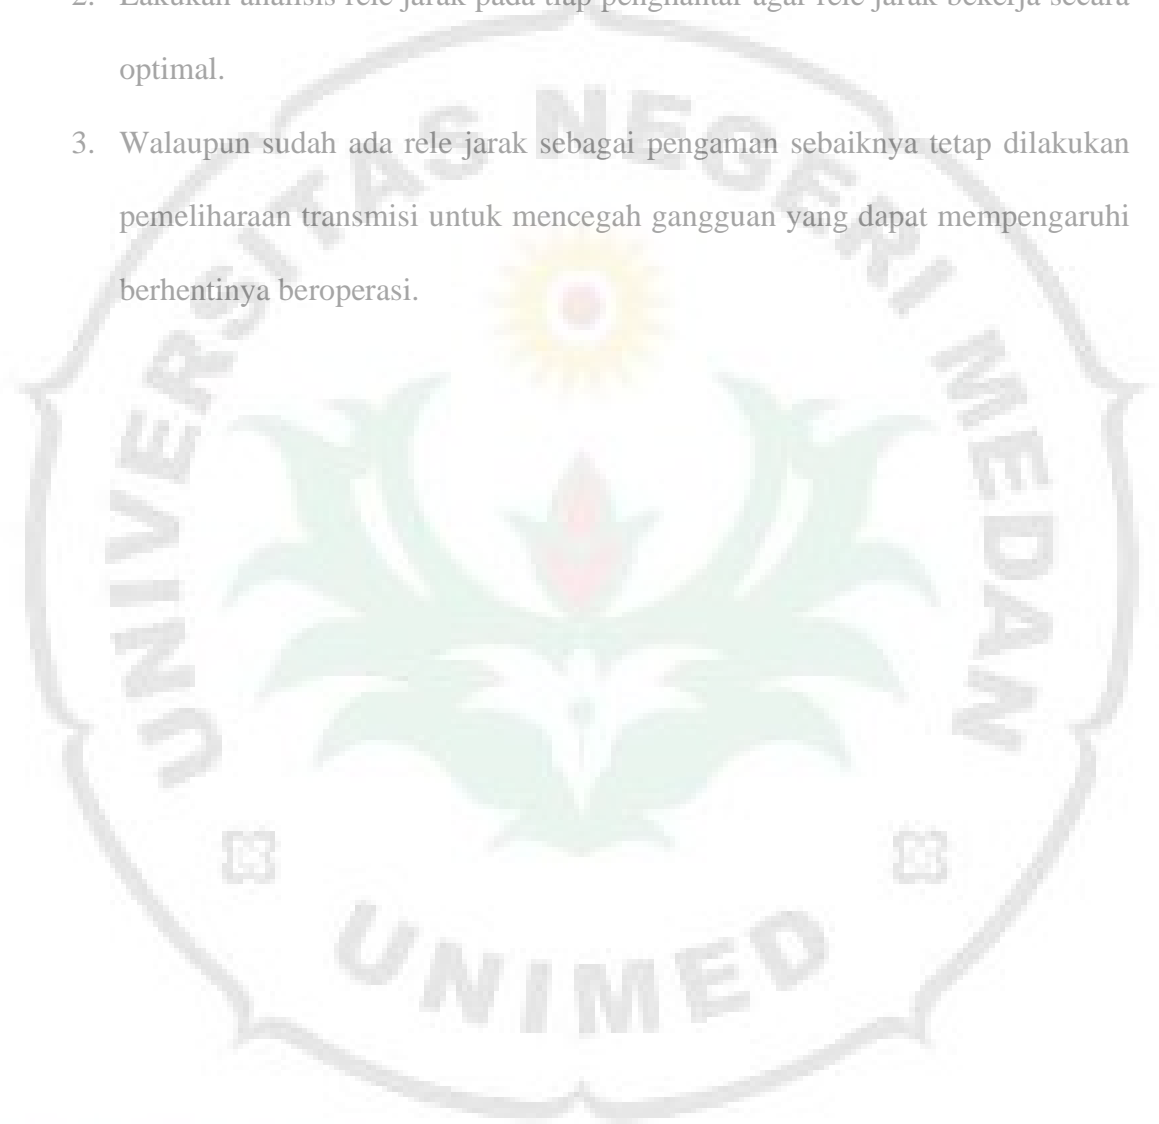 2. Lakukan analisis rele jarak pada tiap penghantar agar rele jarak bekerja secara
optimal.
3. Walaupun sudah ada rele jarak sebagai pengaman sebaiknya tetap dilakukan
pemeliharaan transmisi untuk mencegah gangguan yang dapat mempengaruhi
berhentinya beroperasi.
UNIVERSITAS NEGERI MEDAN
UNIMED